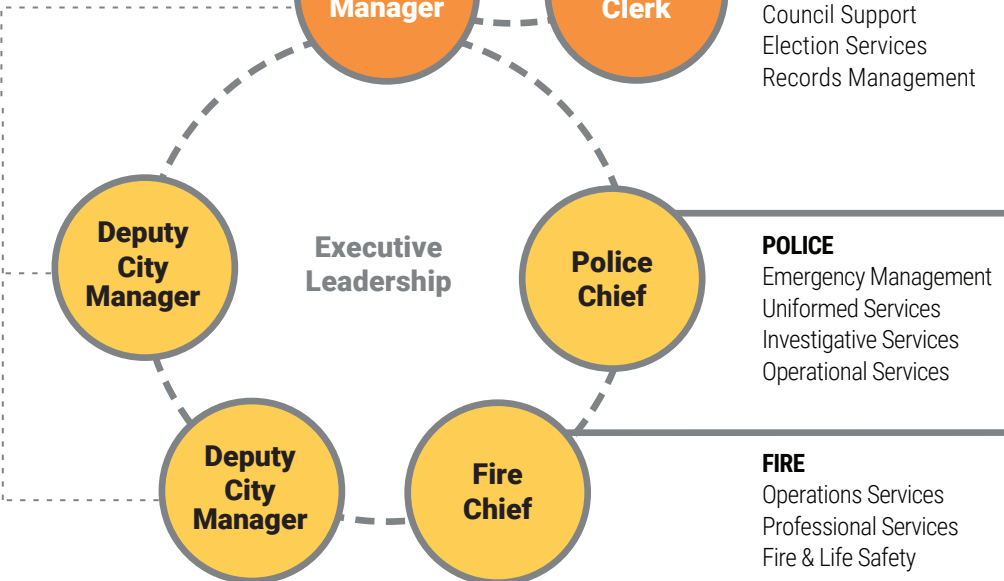 Manager
Clerk
Council Support
Election Services
Records Management
Deputy
City
Manager
Executive
Leadership
Police
Chief
POLICE
Emergency Management
Uniformed Services
Investigative Services
Operational Services
Deputy
City
Manager
Fire
Chief
FIRE
Operations Services
Professional Services
Fire & Life Safety